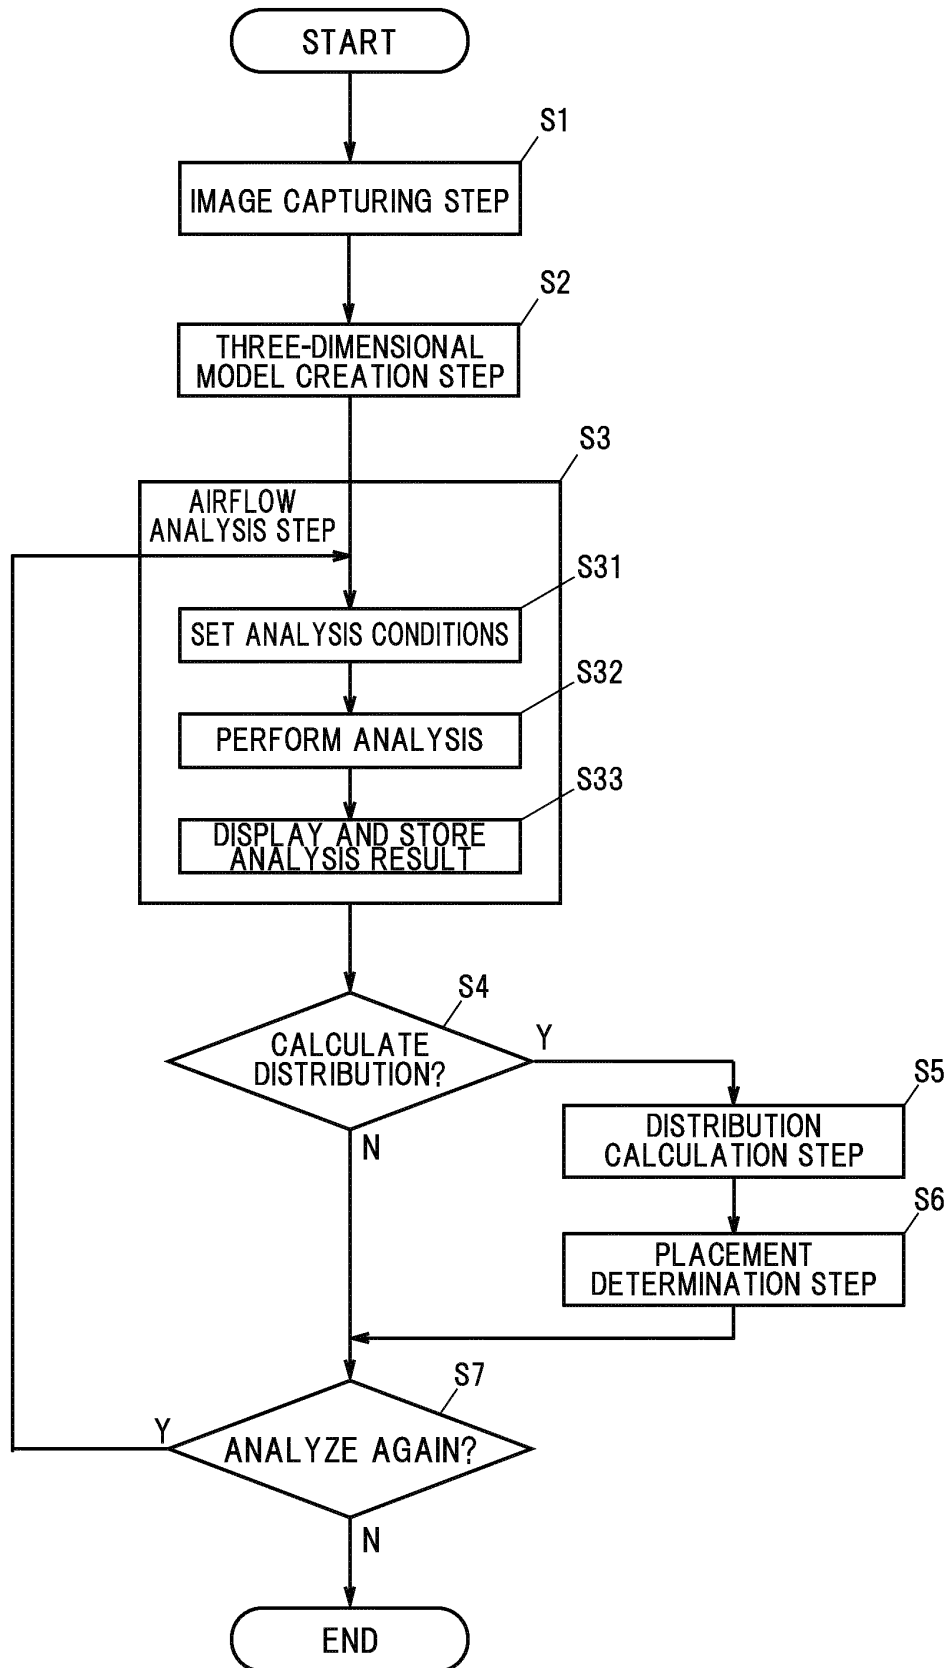 START
S1
IMAGE CAPTURING STEP
S2
THREE-DIMENSIONAL
MODEL CREATION STEP
S3
AIRFLOW
ANALYSIS STEP
S31
SET ANALYSIS CONDITIONS
S32
PERFORM ANALYSIS
S33
DISPLAY AND STORE
ANALYSIS RESULT
S4
CALCULATE
DISTRIBUTION?
Y
N
S5
DISTRIBUTION
CALCULATION STEP
S6
PLACEMENT
DETERMINATION STEP
S7
ANALYZE AGAIN?
Y
N
END